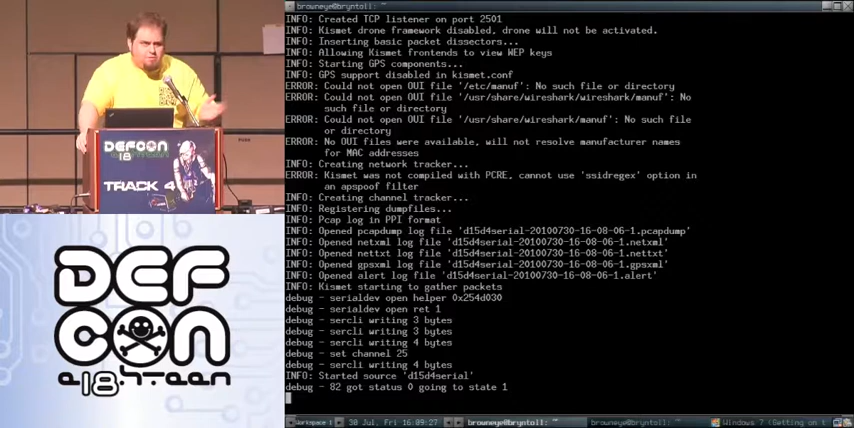 browneye@bryntoll: ~
INFO: Created TCP listener on port 2501
INFO: Kismet drone framework disabled, drone will not be activated.
INFO: Inserting basic packet dissectors...
INFO: Allowing Kismet frontends to view WEP keys
INFO: Starting GPS components...
INFO: GPS support disabled in kismet.conf
ERROR: Could not open OUI file '/etc/manuf': No such file or directory
ERROR: Could not open OUI file '/usr/share/wireshark/wireshark/manuf': No
such file or directory
ERROR: Could not open OUI file '/usr/share/wireshark/manuf': No such file
or directory
ERROR: No OUI files were available, will not resolve manufacturer names
for MAC addresses
INFO: Creating network tracker...
ERROR: Kismet was not compiled with PCRE, cannot use 'ssidregex' option in
an apspoof filter
INFO: Creating channel tracker...
INFO: Registering dumpfiles...
INFO: Pcap log in PPI format
INFO: Opened pcapdump log file 'd15d4serial-20100730-16-08-06-1.pcapdump'
INFO: Opened netxml log file 'd15d4serial-20100730-16-08-06-1.netxml'
INFO: Opened nettxt log file 'd15d4serial-20100730-16-08-06-1.nettxt'
INFO: Opened gpsxml log file 'd15d4serial-20100730-16-08-06-1.gpsxml'
INFO: Opened alert log file 'd15d4serial-20100730-16-08-06-1.alert'
INFO: Kismet starting to gather packets
debug - serialdev open helper 0x254d030
debug - serialdev open ret 1
debug - sercli writing 3 bytes
debug - sercli writing 3 bytes
debug - sercli writing 4 bytes
debug - set channel 25
debug - sercli writing 4 bytes
INFO: Started source 'd15d4serial'
debug - 82 got status 0 going to state 1
Workspace 1
30 Jul, Fri 16:09:27
browneye@bryntoll: ~
browneye@bryntoll: ~
Windows 7 (Getting on t
DEFCON
18
TRACK 4
DEF
CON
e18hteen